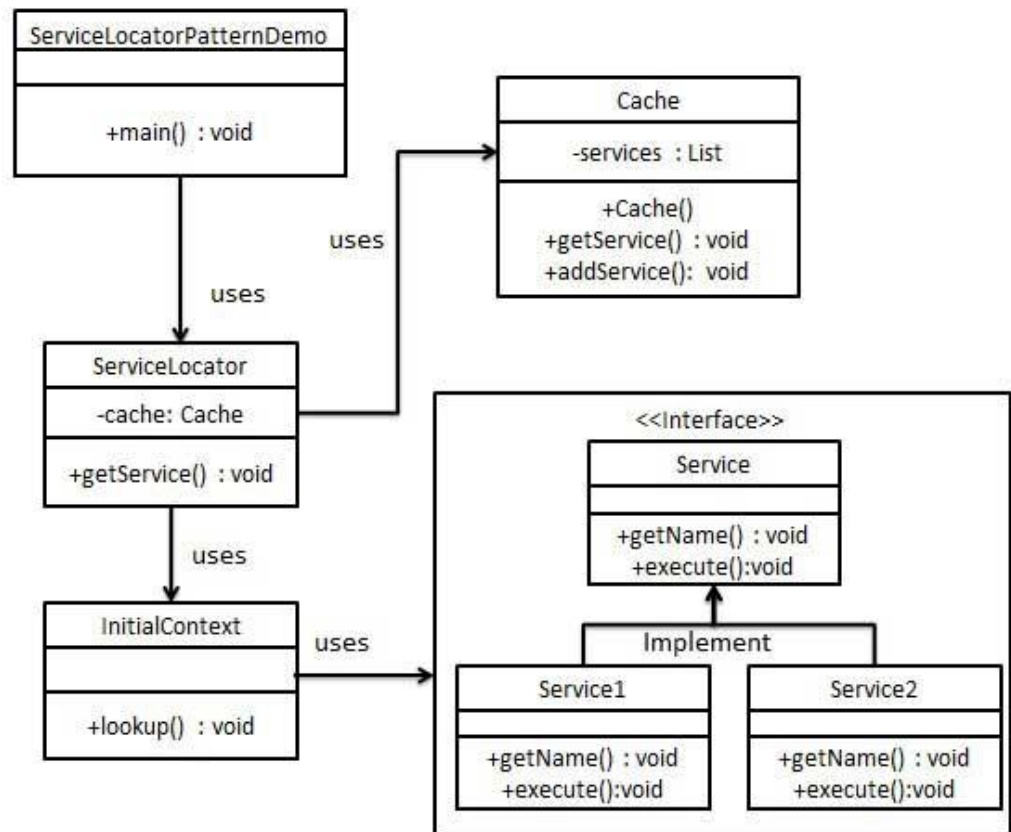 ServiceLocatorPatternDemo
+main() : void
uses
Cache
-services : List
+Cache()
+getService() : void
+addService(): void
uses
ServiceLocator
-cache: Cache
+getService() : void
uses
InitialContext
+lookup() : void
uses
<<Interface>>
Service
+getName() : void
+execute():void
Implement
Service1
+getName() : void
+execute():void
Service2
+getName() : void
+execute():void